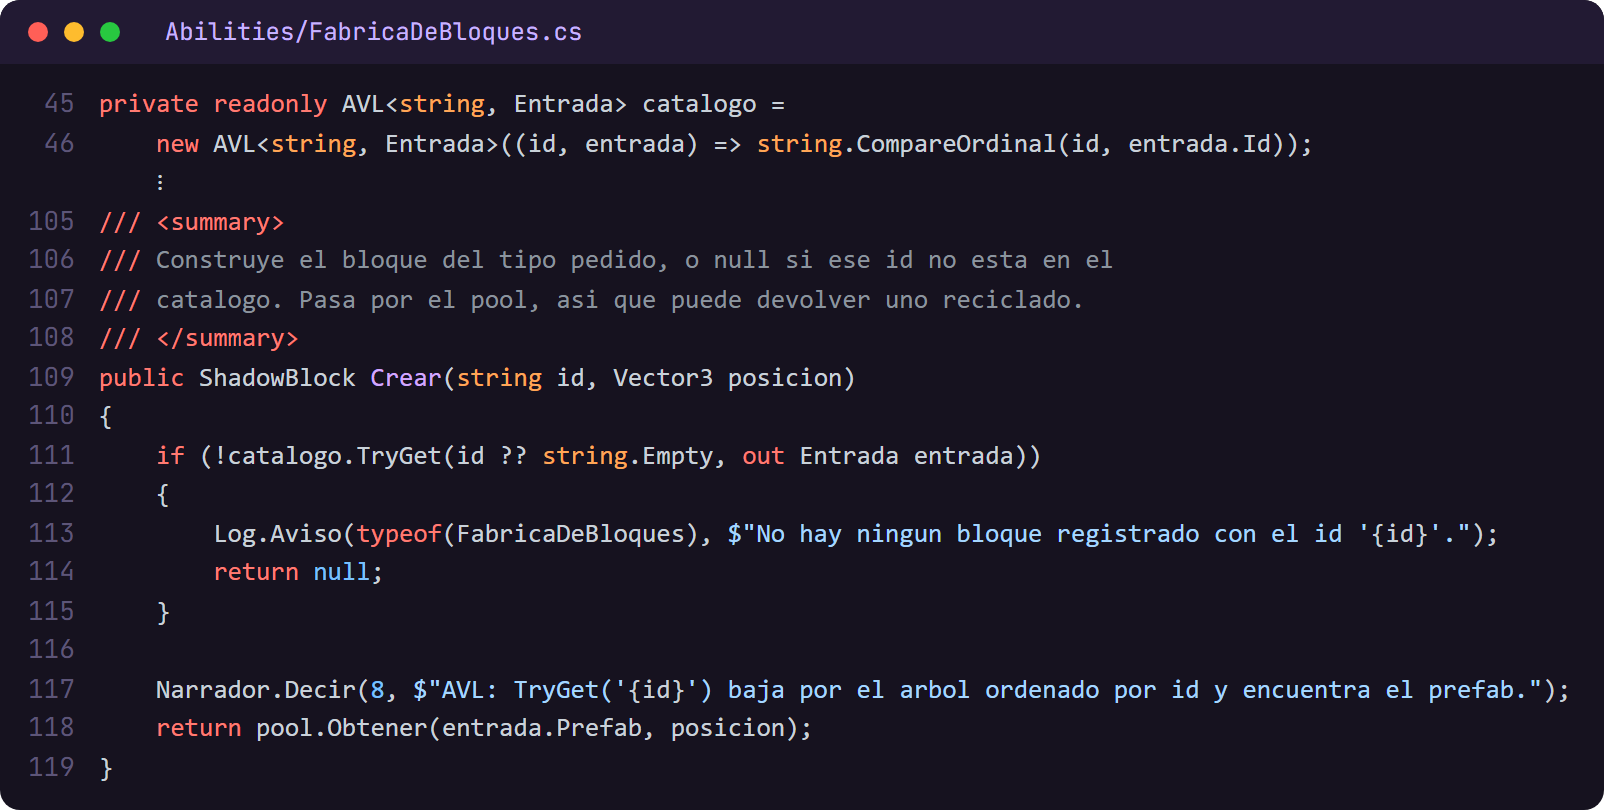 Abilities/FabricaDeBloques.cs
45 private readonly AVL<string, Entrada> catalogo =
46     new AVL<string, Entrada>((id, entrada) => string.CompareOrdinal(id, entrada.Id));
⋮
105 /// <summary>
106 /// Construye el bloque del tipo pedido, o null si ese id no esta en el
107 /// catalogo. Pasa por el pool, asi que puede devolver uno reciclado.
108 /// </summary>
109 public ShadowBlock Crear(string id, Vector3 posicion)
110 {
111     if (!catalogo.TryGet(id ?? string.Empty, out Entrada entrada))
112     {
113         Log.Aviso(typeof(FabricaDeBloques), $"No hay ningun bloque registrado con el id '{id}'.");
114         return null;
115     }
116
117     Narrador.Decir(8, $"AVL: TryGet('{id}') baja por el arbol ordenado por id y encuentra el prefab.");
118     return pool.Obtener(entrada.Prefab, posicion);
119 }